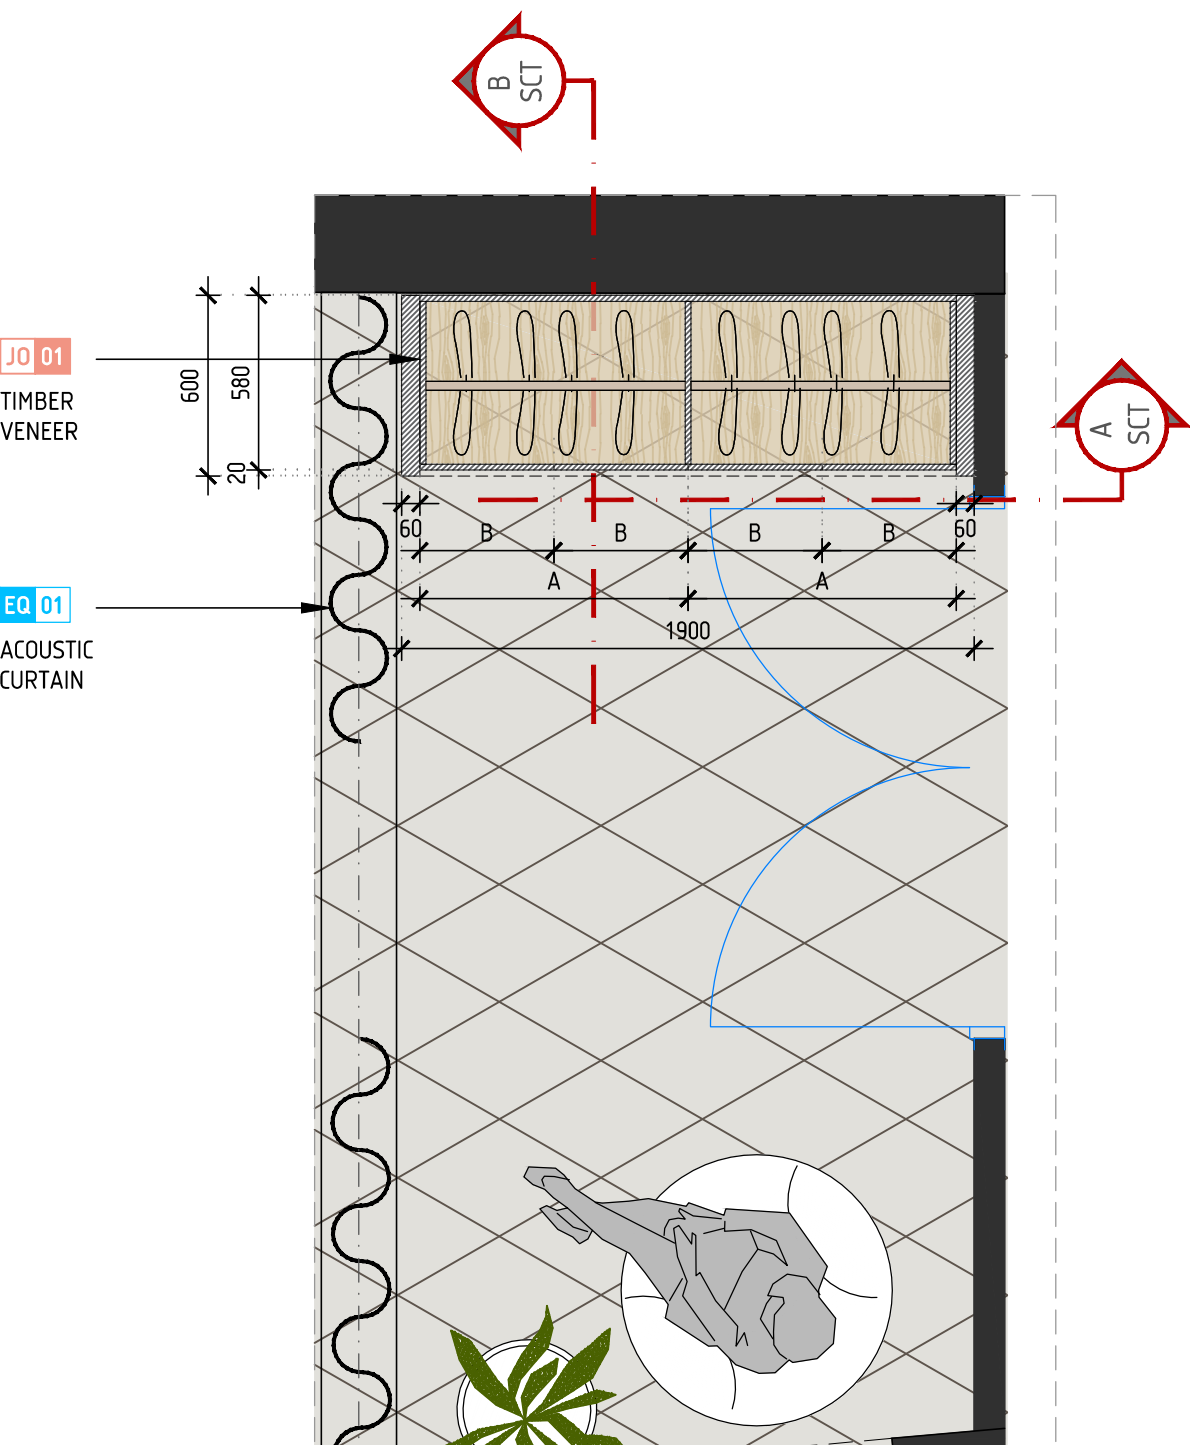 B
SCT
JO 01
TIMBER
VENEER
600
580
20
A
SCT
60
B
B
B
B
60
A
A
1900
EQ 01
ACOUSTIC
CURTAIN